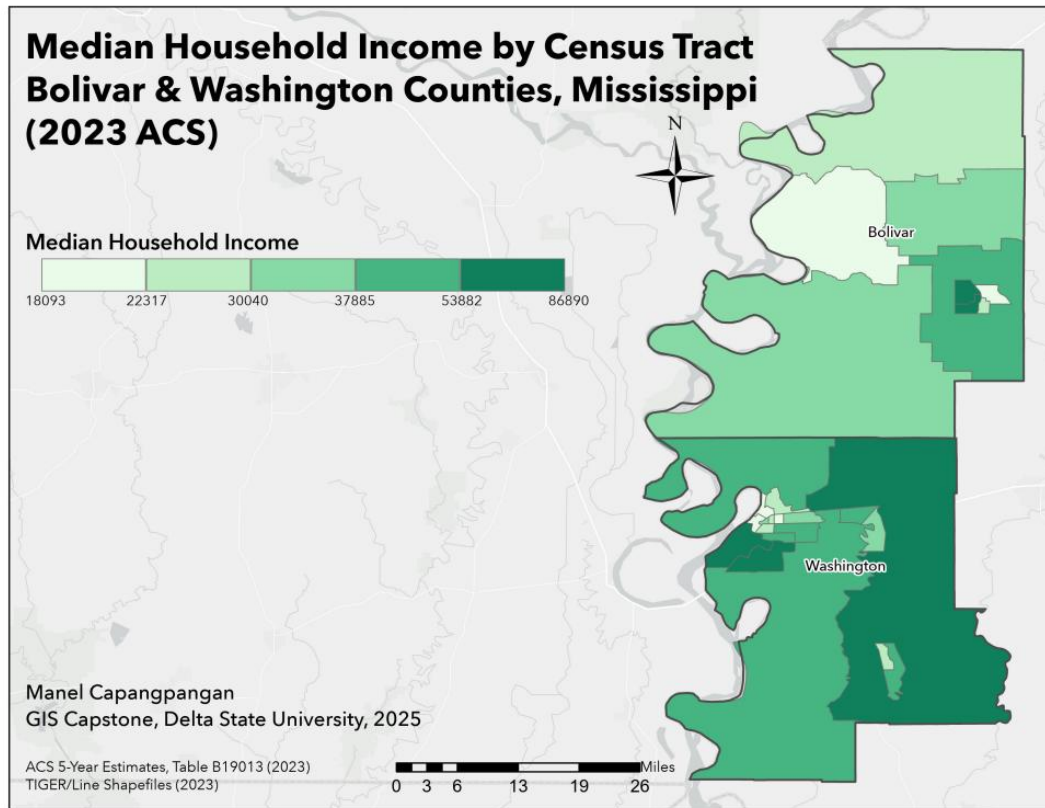 Median Household Income by Census Tract
Bolivar & Washington Counties, Mississippi
(2023 ACS)
N
Median Household Income
18093 22317 30040 37885 53882 86890
Bolivar
Washington
Manel Capangpangan
GIS Capstone, Delta State University, 2025
ACS 5-Year Estimates, Table B19013 (2023)
TIGER/Line Shapefiles (2023)
Miles
0 3 6 13 19 26